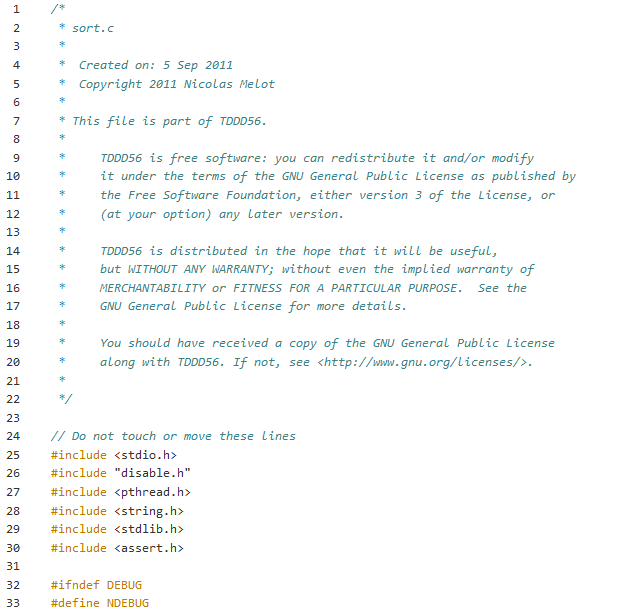 1 /*
2 * sort.c
3 *
4 * Created on: 5 Sep 2011
5 * Copyright 2011 Nicolas Melot
6 *
7 * This file is part of TDDD56.
8 *
9 * TDDD56 is free software: you can redistribute it and/or modify
10 * it under the terms of the GNU General Public License as published by
11 * the Free Software Foundation, either version 3 of the License, or
12 * (at your option) any later version.
13 *
14 * TDDD56 is distributed in the hope that it will be useful,
15 * but WITHOUT ANY WARRANTY; without even the implied warranty of
16 * MERCHANTABILITY or FITNESS FOR A PARTICULAR PURPOSE. See the
17 * GNU General Public License for more details.
18 *
19 * You should have received a copy of the GNU General Public License
20 * along with TDDD56. If not, see <http://www.gnu.org/licenses/>.
21 *
22 */
23
24 // Do not touch or move these lines
25 #include <stdio.h>
26 #include "disable.h"
27 #include <pthread.h>
28 #include <string.h>
29 #include <stdlib.h>
30 #include <assert.h>
31
32 #ifndef DEBUG
33 #define NDEBUG